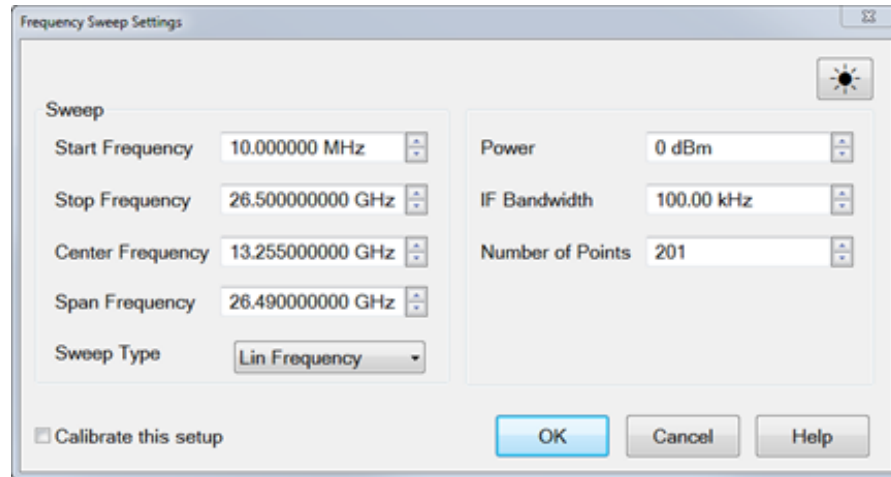 Frequency Sweep Settings
Sweep
Start Frequency 10.000000 MHz
Stop Frequency 26.500000000 GHz
Center Frequency 13.255000000 GHz
Span Frequency 26.490000000 GHz
Sweep Type Lin Frequency
Power 0 dBm
IF Bandwidth 100.00 kHz
Number of Points 201
Calibrate this setup
OK Cancel Help